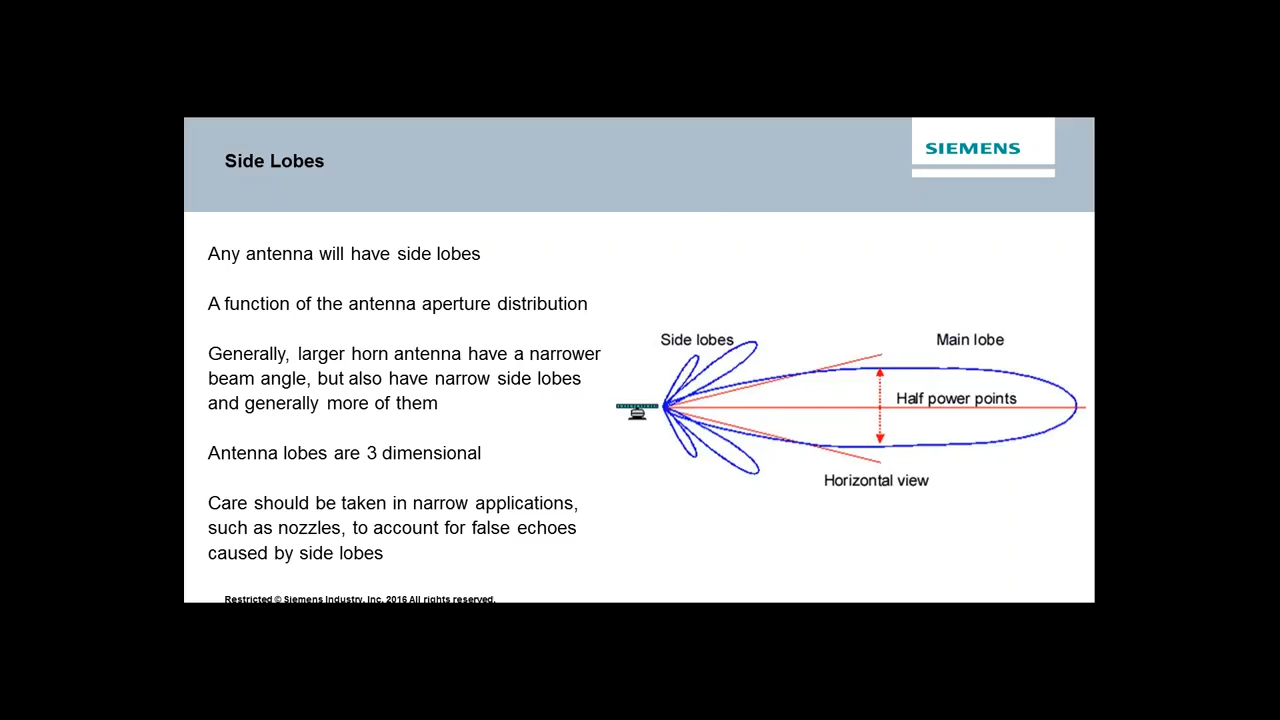 Side Lobes
SIEMENS
Any antenna will have side lobes
A function of the antenna aperture distribution
Generally, larger horn antenna have a narrower
beam angle, but also have narrow side lobes
and generally more of them
Antenna lobes are 3 dimensional
Care should be taken in narrow applications,
such as nozzles, to account for false echoes
caused by side lobes
Side lobes
Main lobe
Half power points
Horizontal view
Restricted © Siemens Industry, Inc. 2016 All rights reserved.